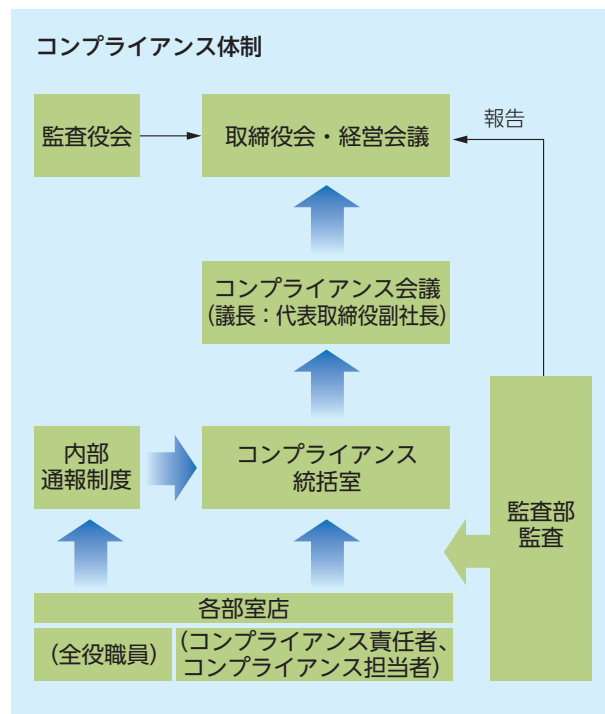 コンプライアンス体制
監査役会
取締役会・経営会議
報告
コンプライアンス会議
(議長：代表取締役副社長)
内部
通報制度
コンプライアンス
統括室
監査部
監査
各部室店
(全役職員)
(コンプライアンス責任者、
コンプライアンス担当者)